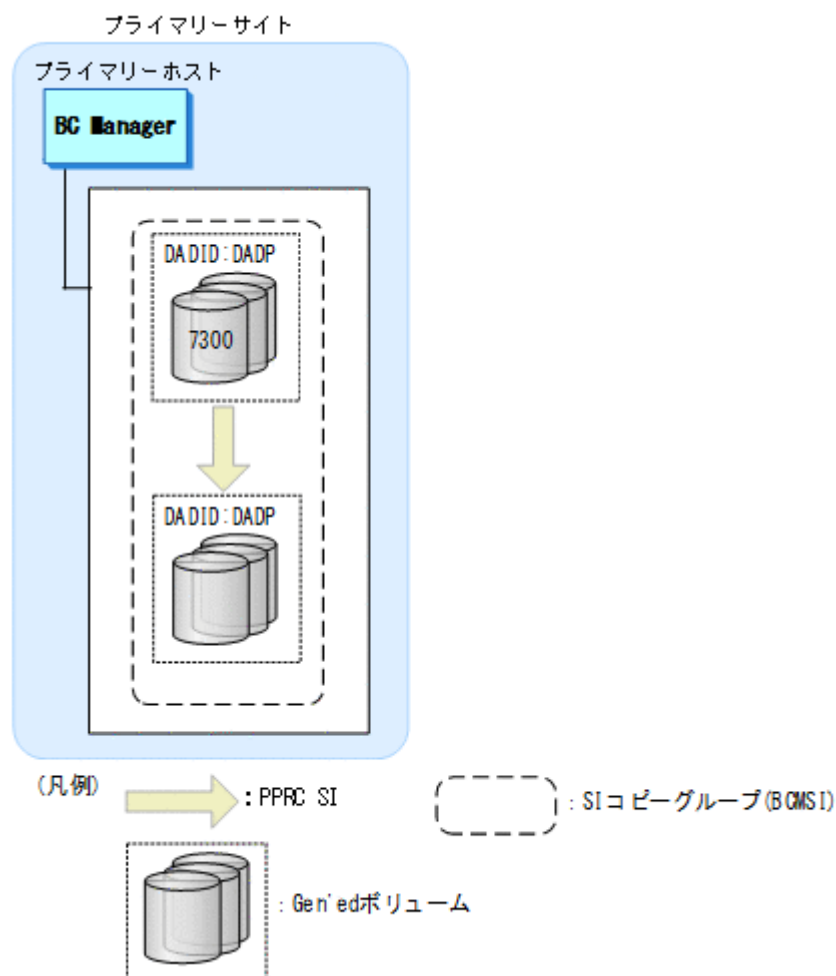 プライマリーサイト
プライマリーホスト
BC Manager
DADID:DADP
7300
DADID:DADP
(凡例)
:PPRC SI
:SIコピーグループ(BCMSI)
:Gen'edボリューム